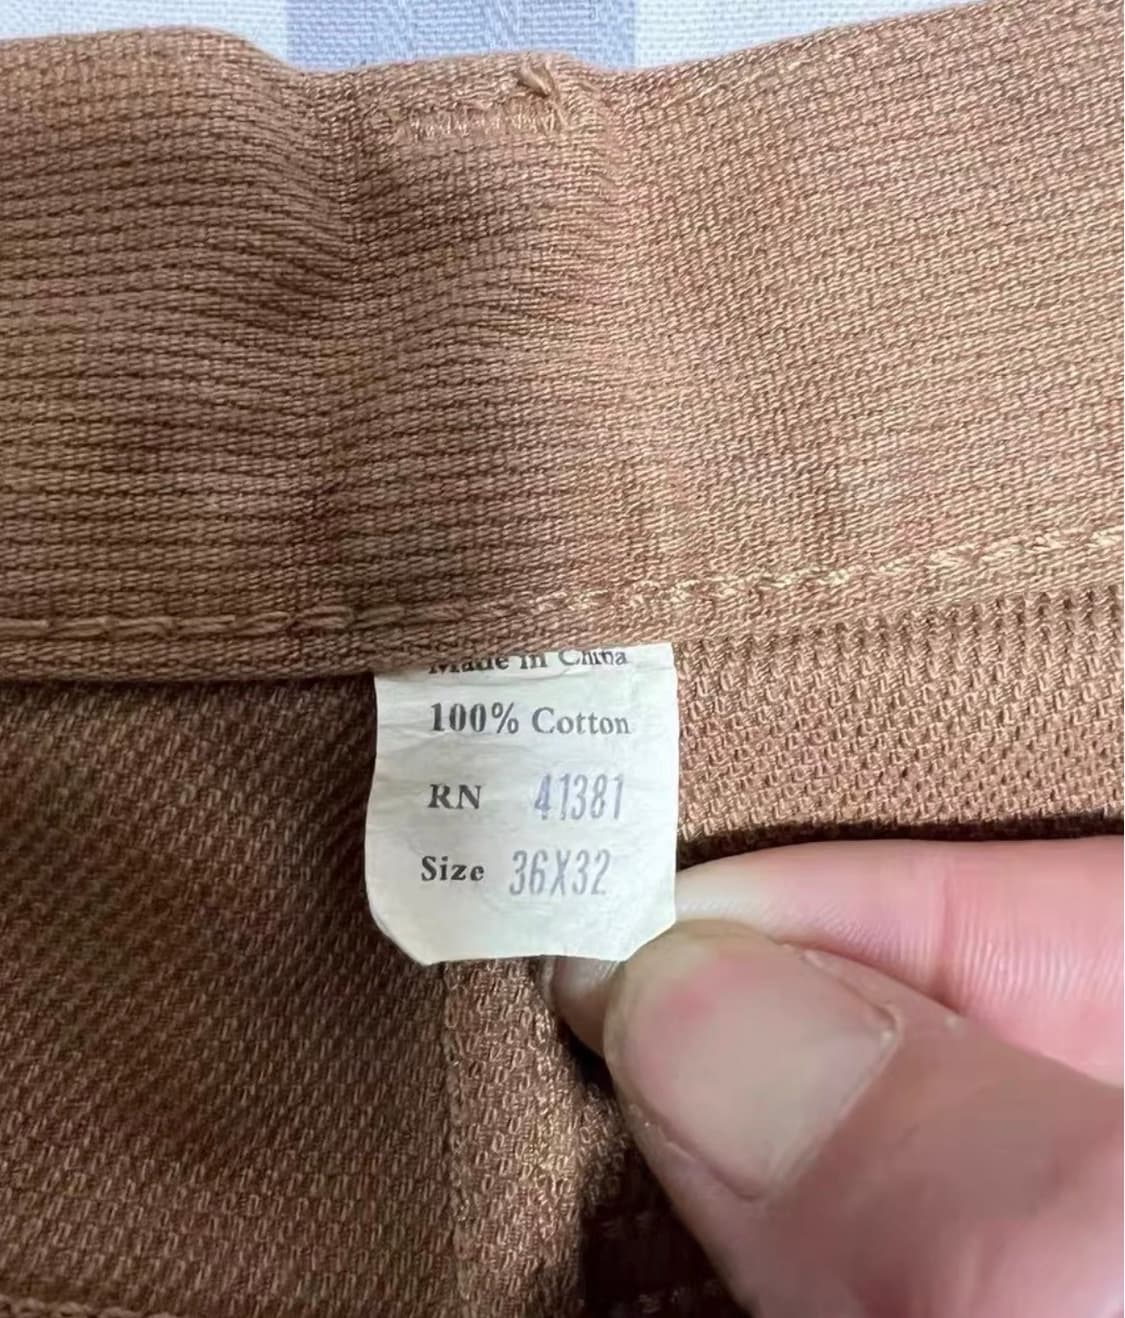 Made in China
100% Cotton
RN 41381
Size 36X32